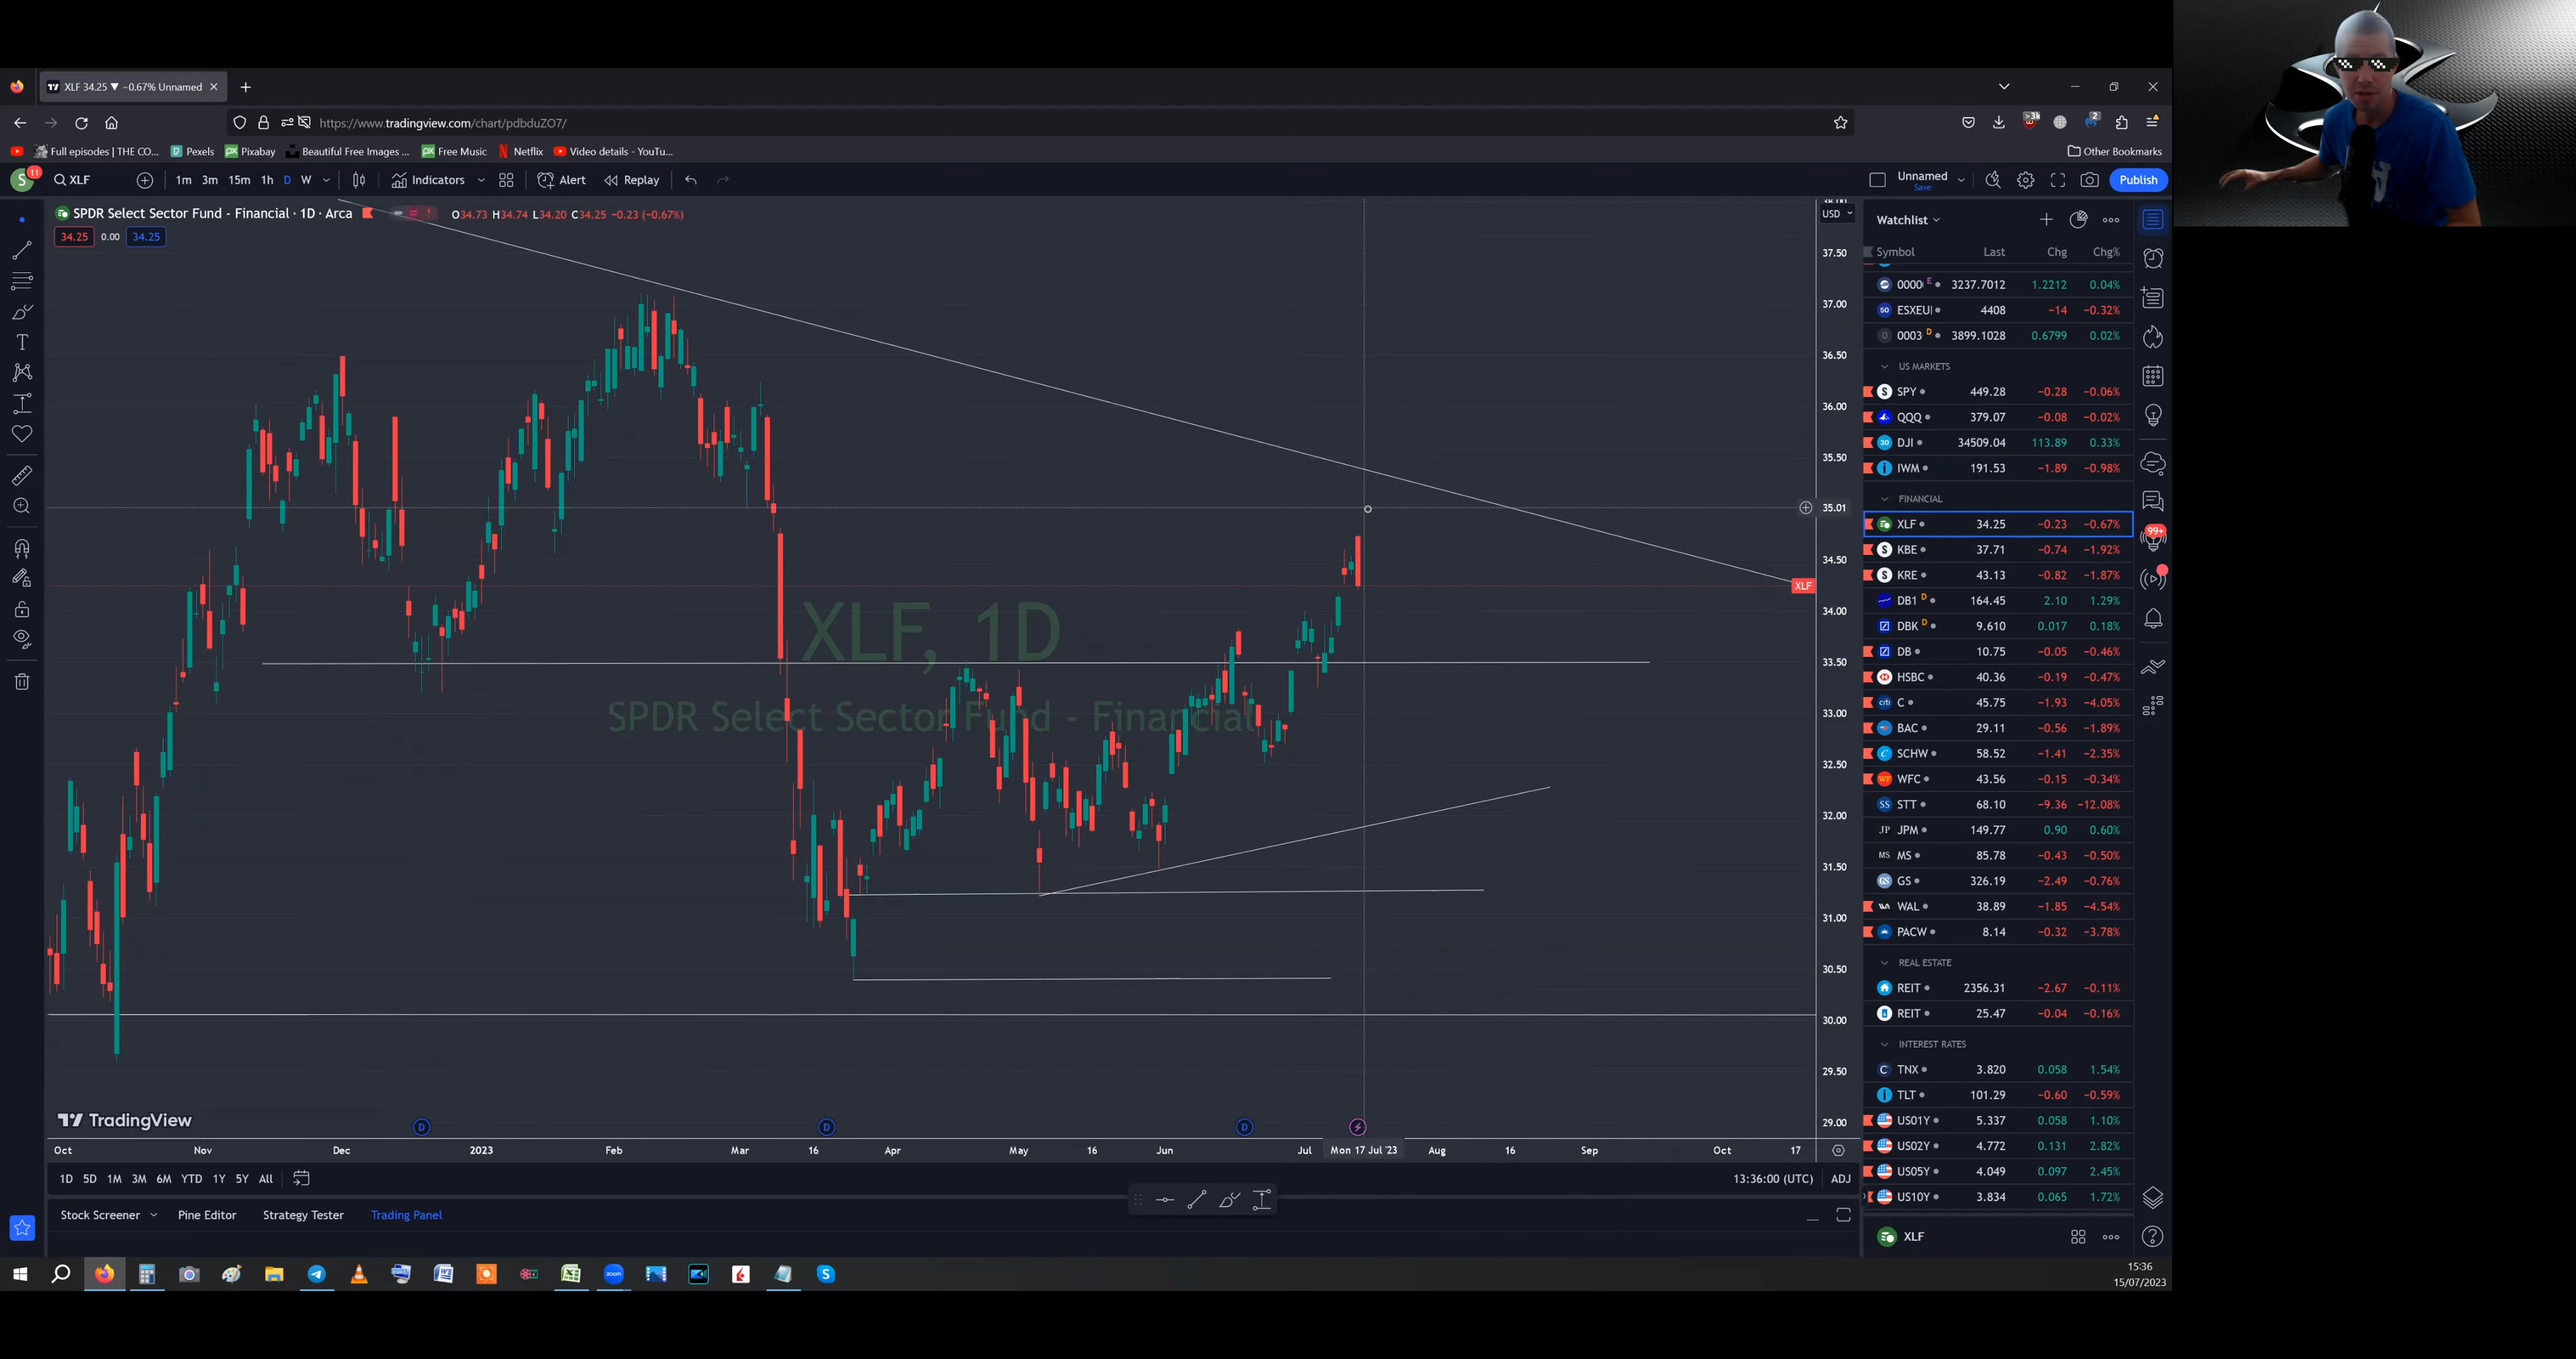 XLF 34.25 ▼ −0.67% Unnamed
https://www.tradingview.com/chart/pdbduZO7/
>3k
2
Full episodes | THE CO...
Pexels
Pixabay
Beautiful Free Images ...
Free Music
Netflix
Video details - YouTu...
Other Bookmarks
S 11
XLF
1m 3m 15m 1h D W
Indicators
Alert
Replay
Unnamed
Save
Publish
SPDR Select Sector Fund - Financial · 1D · Arca
O34.73 H34.74 L34.20 C34.25 −0.23 (−0.67%)
34.25 0.00 34.25
USD
37.50
37.00
36.50
36.00
35.50
35.01
34.50
XLF
34.00
33.50
33.00
32.50
32.00
31.50
31.00
30.50
30.00
29.50
29.00
XLF, 1D
SPDR Select Sector Fund - Financial
TradingView
D D D
Oct Nov Dec 2023 Feb Mar 16 Apr May 16 Jun Jul Mon 17 Jul '23 Aug 16 Sep Oct 17
1D 5D 1M 3M 6M YTD 1Y 5Y All
13:36:00 (UTC) ADJ
Stock Screener Pine Editor Strategy Tester Trading Panel
Watchlist
Symbol Last Chg Chg%
0000 E 3237.7012 1.2212 0.04%
50 ESXEU 4408 −14 −0.32%
0 0003 D 3899.1028 0.6799 0.02%
US MARKETS
SPY 449.28 −0.28 −0.06%
QQQ 379.07 −0.08 −0.02%
30 DJI 34509.04 113.89 0.33%
IWM 191.53 −1.89 −0.98%
FINANCIAL
XLF 34.25 −0.23 −0.67%
KBE 37.71 −0.74 −1.92%
KRE 43.13 −0.82 −1.87%
DB1 D 164.45 2.10 1.29%
DBK D 9.610 0.017 0.18%
DB 10.75 −0.05 −0.46%
HSBC 40.36 −0.19 −0.47%
citi C 45.75 −1.93 −4.05%
BAC 29.11 −0.56 −1.89%
SCHW 58.52 −1.41 −2.35%
WF WFC 43.56 −0.15 −0.34%
SS STT 68.10 −9.36 −12.08%
JP JPM 149.77 0.90 0.60%
MS MS 85.78 −0.43 −0.50%
GS GS 326.19 −2.49 −0.76%
WAL 38.89 −1.85 −4.54%
PACW 8.14 −0.32 −3.78%
REAL ESTATE
REIT 2356.31 −2.67 −0.11%
REIT 25.47 −0.04 −0.16%
INTEREST RATES
C TNX 3.820 0.058 1.54%
TLT 101.29 −0.60 −0.59%
US01Y 5.337 0.058 1.10%
US02Y 4.772 0.131 2.82%
US05Y 4.049 0.097 2.45%
US10Y 3.834 0.065 1.72%
XLF
99+
zoom
15:36
15/07/2023